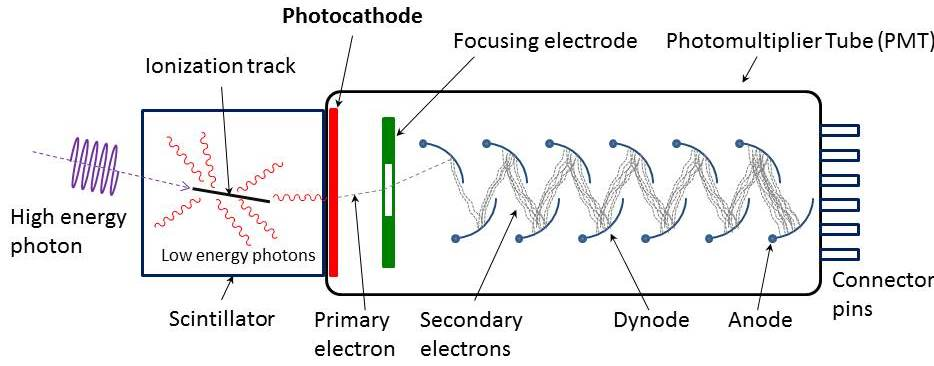 Photocathode
Focusing electrode
Photomultiplier Tube (PMT)
Ionization track
High energy
photon
Low energy photons
Scintillator
Primary
electron
Secondary
electrons
Dynode
Anode
Connector
pins